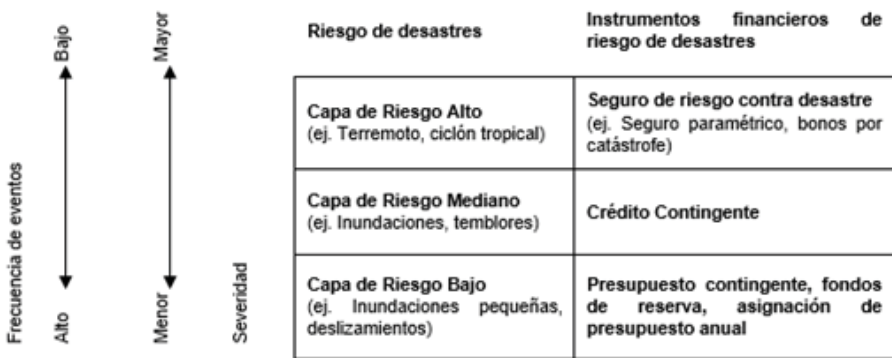 Frecuencia de eventos
Bajo
Alto
Mayor
Menor
Severidad
Riesgo de desastres
Instrumentos financieros de
riesgo de desastres
Capa de Riesgo Alto
(ej. Terremoto, ciclón tropical)
Seguro de riesgo contra desastre
(ej. Seguro paramétrico, bonos por
catástrofe)
Capa de Riesgo Mediano
(ej. Inundaciones, temblores)
Crédito Contingente
Capa de Riesgo Bajo
(ej. Inundaciones pequeñas,
deslizamientos)
Presupuesto contingente, fondos
de reserva, asignación de
presupuesto anual